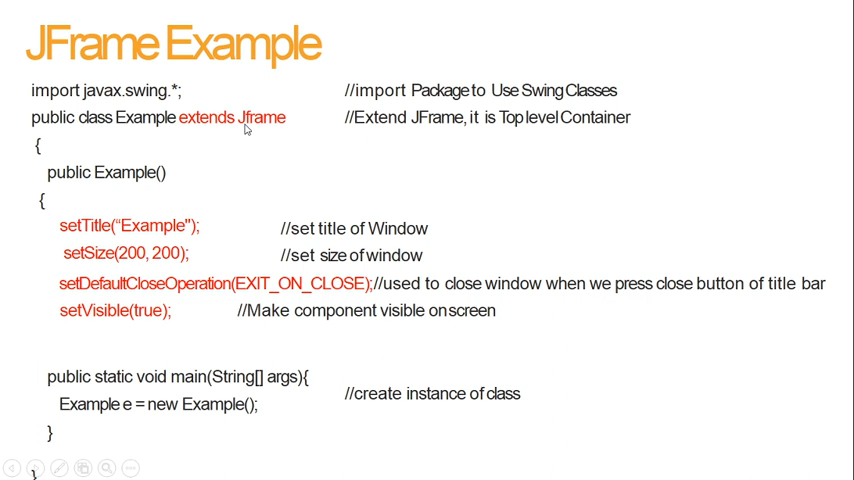 JFrame Example
import javax.swing.*; //import Package to Use Swing Classes
public class Example extends Jframe //Extend JFrame, it is Top level Container
{
public Example()
{
setTitle(“Example"); //set title of Window
setSize(200, 200); //set size of window
setDefaultCloseOperation(EXIT_ON_CLOSE);//used to close window when we press close button of title bar
setVisible(true); //Make component visible on screen
public static void main(String[] args){
//create instance of class
Example e = new Example();
}
}